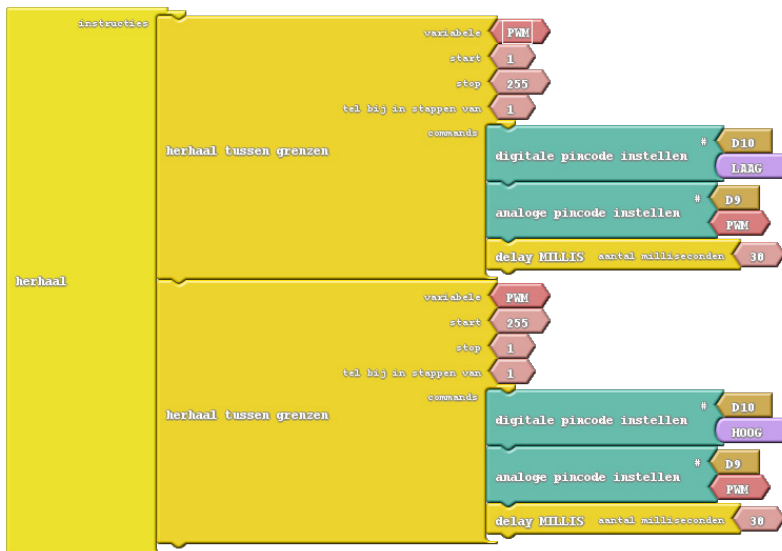 instructies
variabele PWM
start 1
stop 255
tel bij in stappen van 1
commands
herhaal tussen grenzen
# D10
digitale pincode instellen
LAAG
# D9
analoge pincode instellen
PWM
delay MILLIS aantal milliseconden 30
herhaal
variabele PWM
start 255
stop 1
tel bij in stappen van 1
commands
herhaal tussen grenzen
# D10
digitale pincode instellen
HOOG
# D9
analoge pincode instellen
PWM
delay MILLIS aantal milliseconden 30